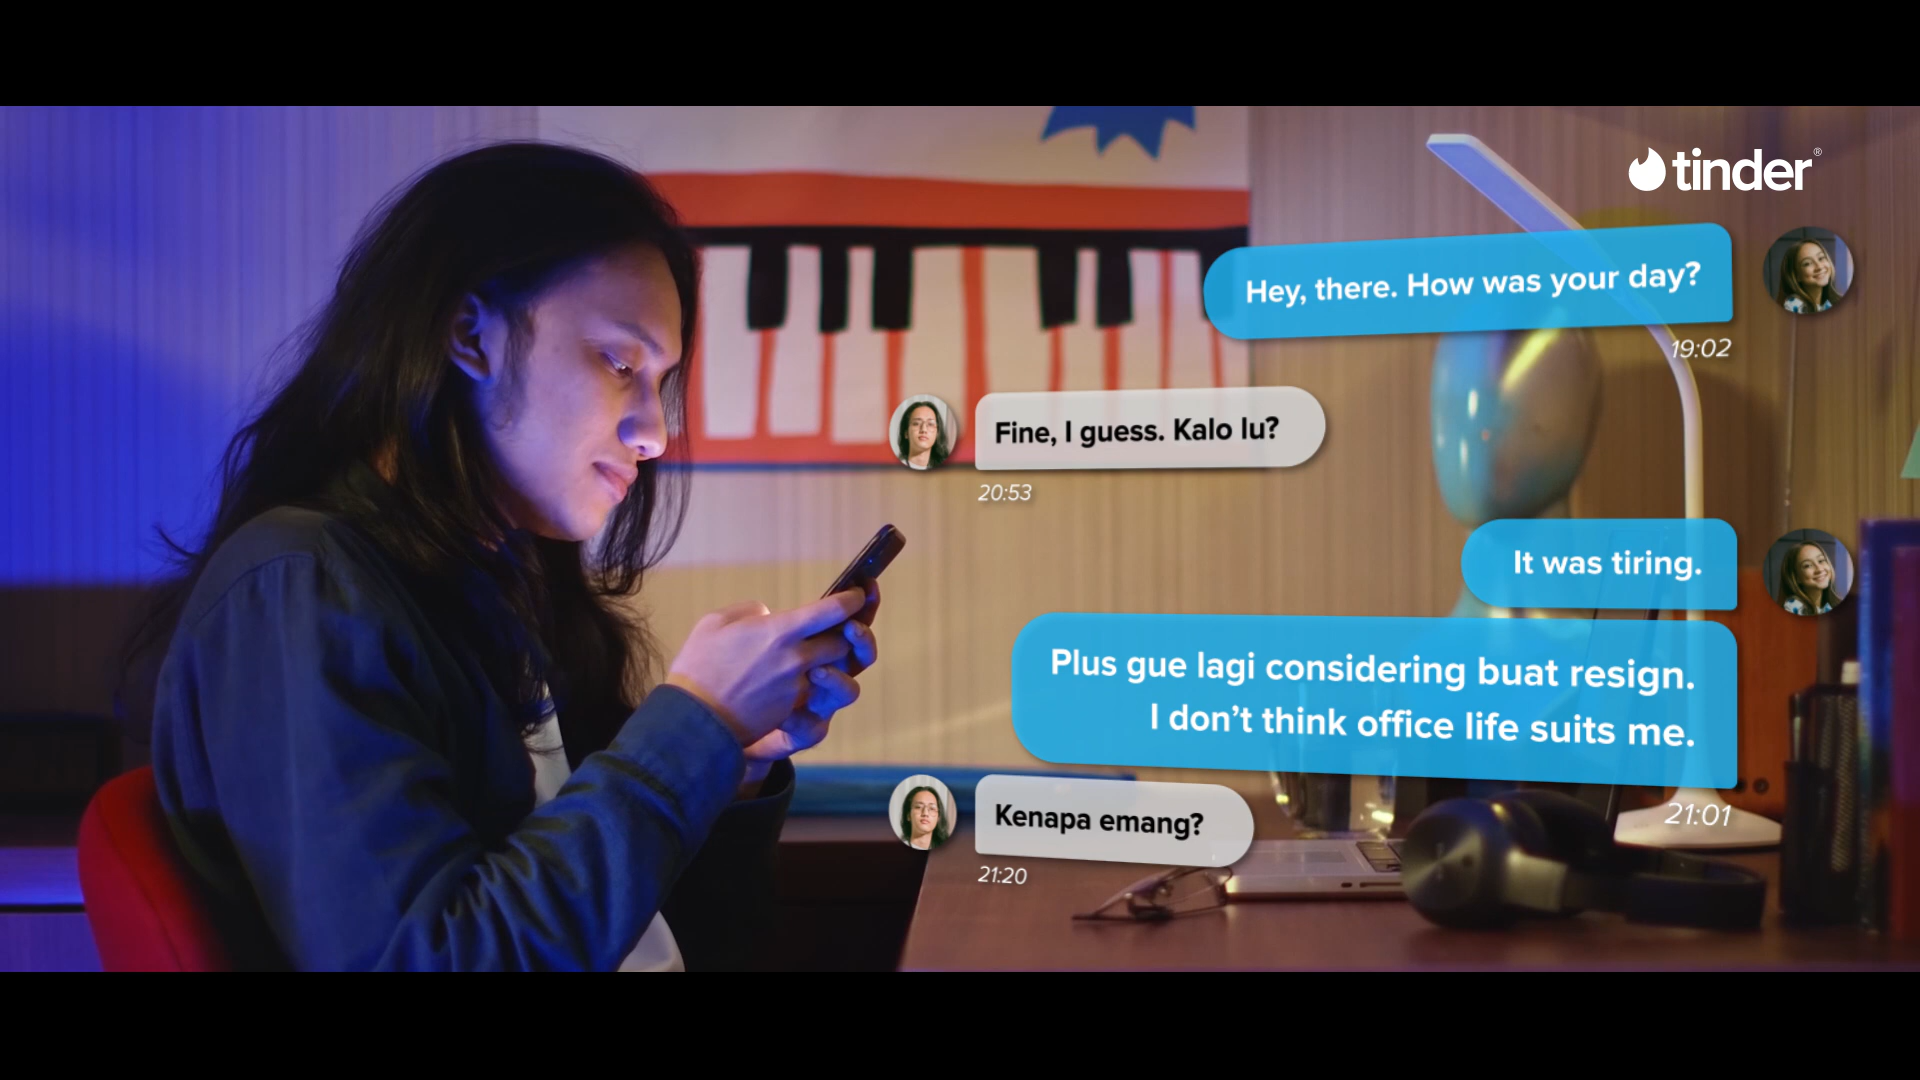 tinder®
Hey, there. How was your day?
19:02
Fine, I guess. Kalo lu?
20:53
It was tiring.
Plus gue lagi considering buat resign.
I don't think office life suits me.
21:01
Kenapa emang?
21:20